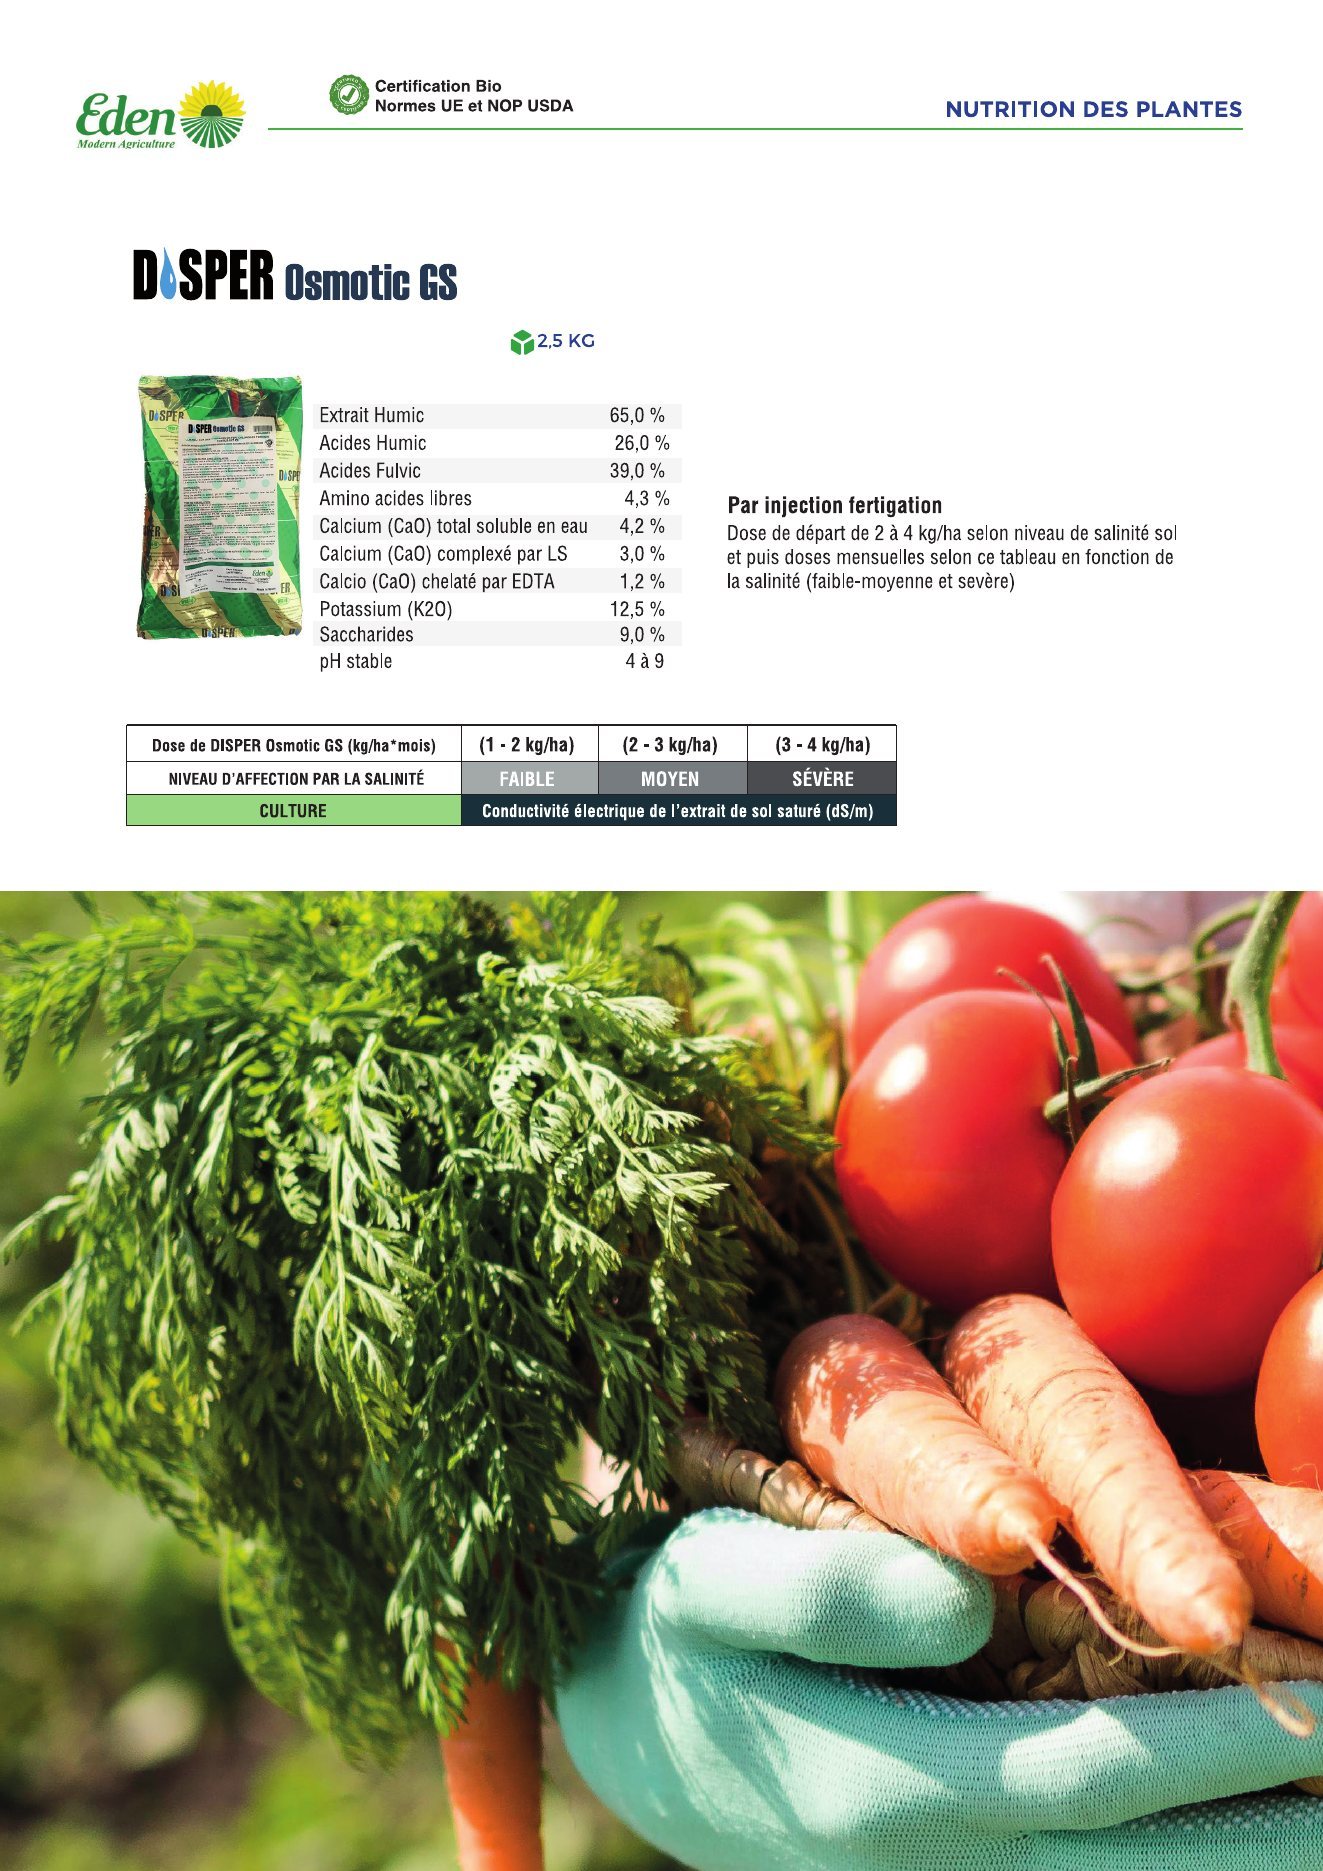 Eden
Modern Agriculture
Certification Bio
Normes UE et NOP USDA
NUTRITION DES PLANTES
DISPER Osmotic GS
2,5 KG
Extrait Humic 65,0 %
Acides Humic 26,0 %
Acides Fulvic 39,0 %
Amino acides libres 4,3 %
Calcium (CaO) total soluble en eau 4,2 %
Calcium (CaO) complexé par LS 3,0 %
Calcio (CaO) chelaté par EDTA 1,2 %
Potassium (K2O) 12,5 %
Saccharides 9,0 %
pH stable 4 à 9
DISPER
DISPER Osmotic GS
Eden
DISPER
Par injection fertigation
Dose de départ de 2 à 4 kg/ha selon niveau de salinité sol
et puis doses mensuelles selon ce tableau en fonction de
la salinité (faible-moyenne et sevère)
Dose de DISPER Osmotic GS (kg/ha*mois) (1 - 2 kg/ha) (2 - 3 kg/ha) (3 - 4 kg/ha)
NIVEAU D'AFFECTION PAR LA SALINITÉ FAIBLE MOYEN SÉVÈRE
CULTURE Conductivité électrique de l'extrait de sol saturé (dS/m)